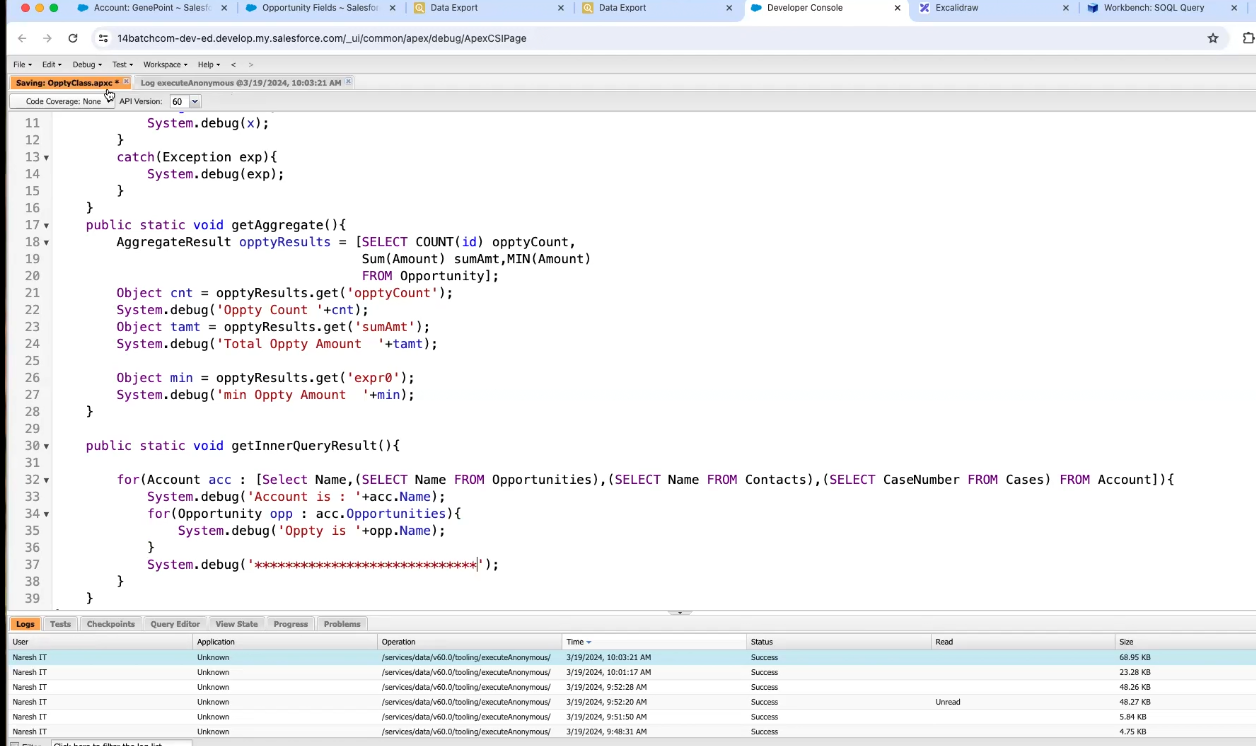 Account: GenePoint ~ Salesf
Opportunity Fields ~ Salesfo
Data Export
Data Export
Developer Console
Excalidraw
Workbench: SOQL Query
14batchcom-dev-ed.develop.my.salesforce.com/_ui/common/apex/debug/ApexCSIPage
File Edit Debug Test Workspace Help < >
Saving: OpptyClass.apxc *
Log executeAnonymous @3/19/2024, 10:03:21 AM
Code Coverage: None API Version: 60
11 System.debug(x);
12 }
13 catch(Exception exp){
14 System.debug(exp);
15 }
16 }
17 public static void getAggregate(){
18 AggregateResult opptyResults = [SELECT COUNT(id) opptyCount,
19 Sum(Amount) sumAmt,MIN(Amount)
20 FROM Opportunity];
21 Object cnt = opptyResults.get('opptyCount');
22 System.debug('Oppty Count '+cnt);
23 Object tamt = opptyResults.get('sumAmt');
24 System.debug('Total Oppty Amount  '+tamt);
25
26 Object min = opptyResults.get('expr0');
27 System.debug('min Oppty Amount  '+min);
28 }
29
30 public static void getInnerQueryResult(){
31
32 for(Account acc : [Select Name,(SELECT Name FROM Opportunities),(SELECT Name FROM Contacts),(SELECT CaseNumber FROM Cases) FROM Account]){
33 System.debug('Account is : '+acc.Name);
34 for(Opportunity opp : acc.Opportunities){
35 System.debug('Oppty is '+opp.Name);
36 }
37 System.debug('*****************************');
38 }
39 }
Logs Tests Checkpoints Query Editor View State Progress Problems
User Application Operation Time Status Read Size
Naresh IT Unknown /services/data/v60.0/tooling/executeAnonymous/ 3/19/2024, 10:03:21 AM Success 68.95 KB
Naresh IT Unknown /services/data/v60.0/tooling/executeAnonymous/ 3/19/2024, 10:01:17 AM Success 23.28 KB
Naresh IT Unknown /services/data/v60.0/tooling/executeAnonymous/ 3/19/2024, 9:52:28 AM Success 48.26 KB
Naresh IT Unknown /services/data/v60.0/tooling/executeAnonymous/ 3/19/2024, 9:52:20 AM Success Unread 48.27 KB
Naresh IT Unknown /services/data/v60.0/tooling/executeAnonymous/ 3/19/2024, 9:51:50 AM Success 5.84 KB
Naresh IT Unknown /services/data/v60.0/tooling/executeAnonymous/ 3/19/2024, 9:48:31 AM Success 4.75 KB
Click here to filter the log list